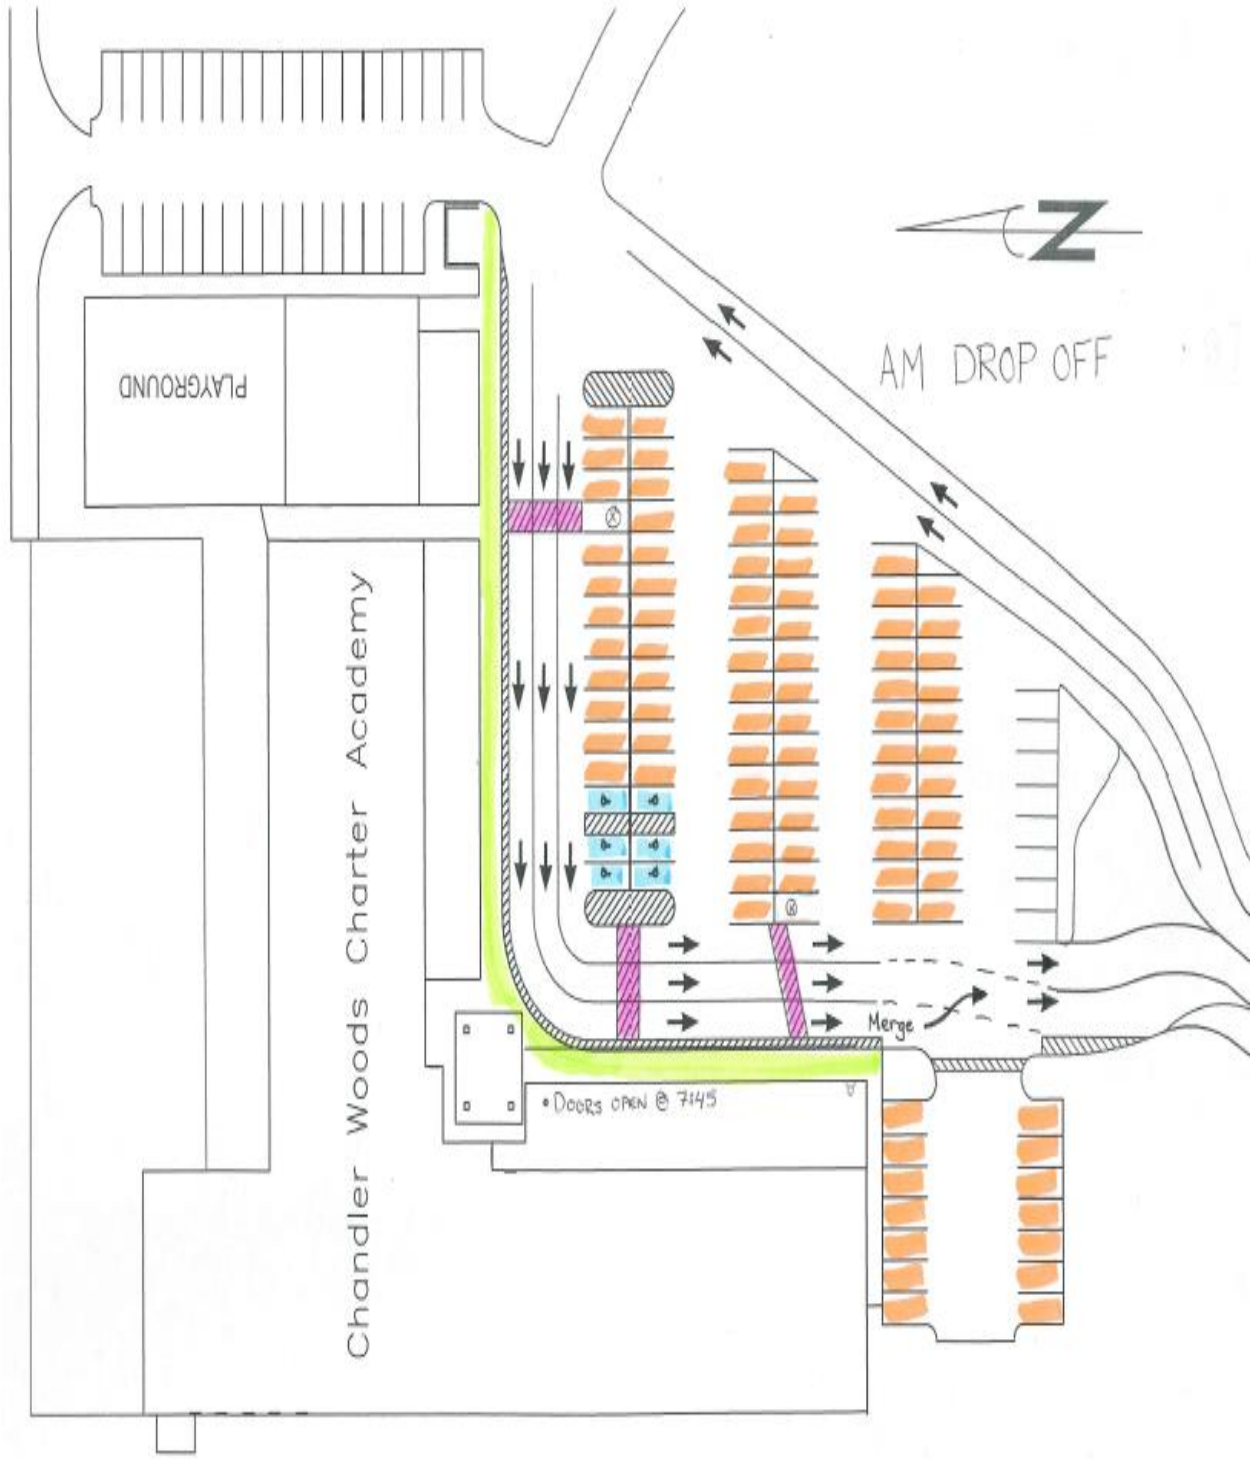 N
AM DROP OFF
PLAYGROUND
Chandler Woods Charter Academy
Merge
• DOORS OPEN @ 7:45